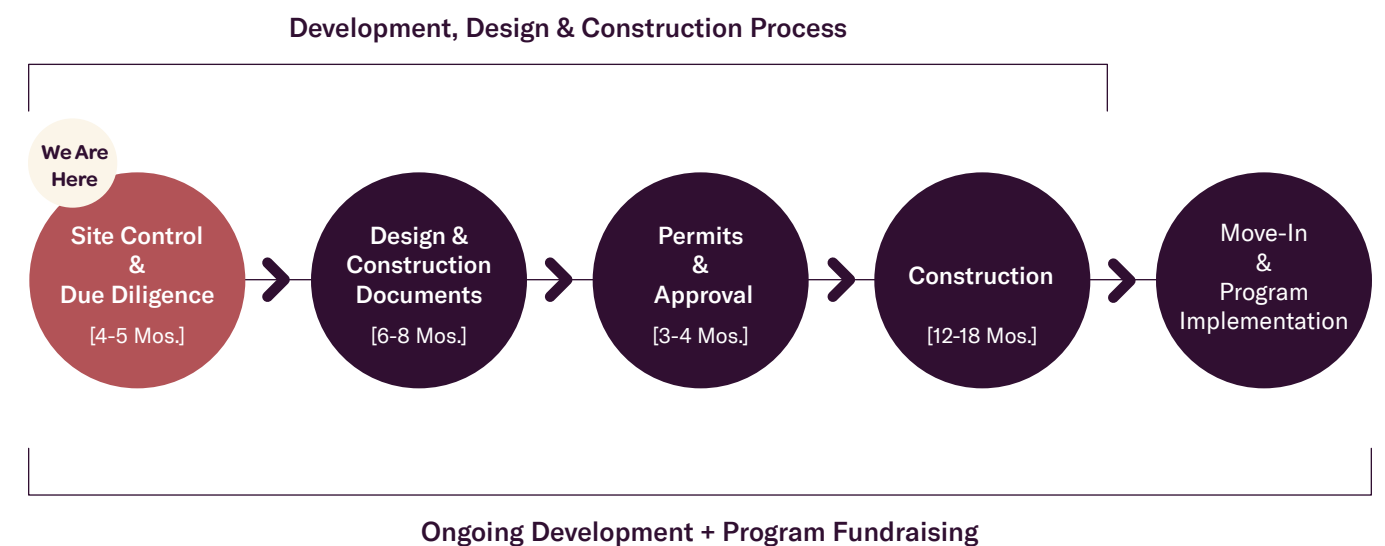 Development, Design & Construction Process
We Are
Here
Site Control
&
Due Diligence
[4-5 Mos.]
Design &
Construction
Documents
[6-8 Mos.]
Permits
&
Approval
[3-4 Mos.]
Construction
[12-18 Mos.]
Move-In
&
Program
Implementation
Ongoing Development + Program Fundraising